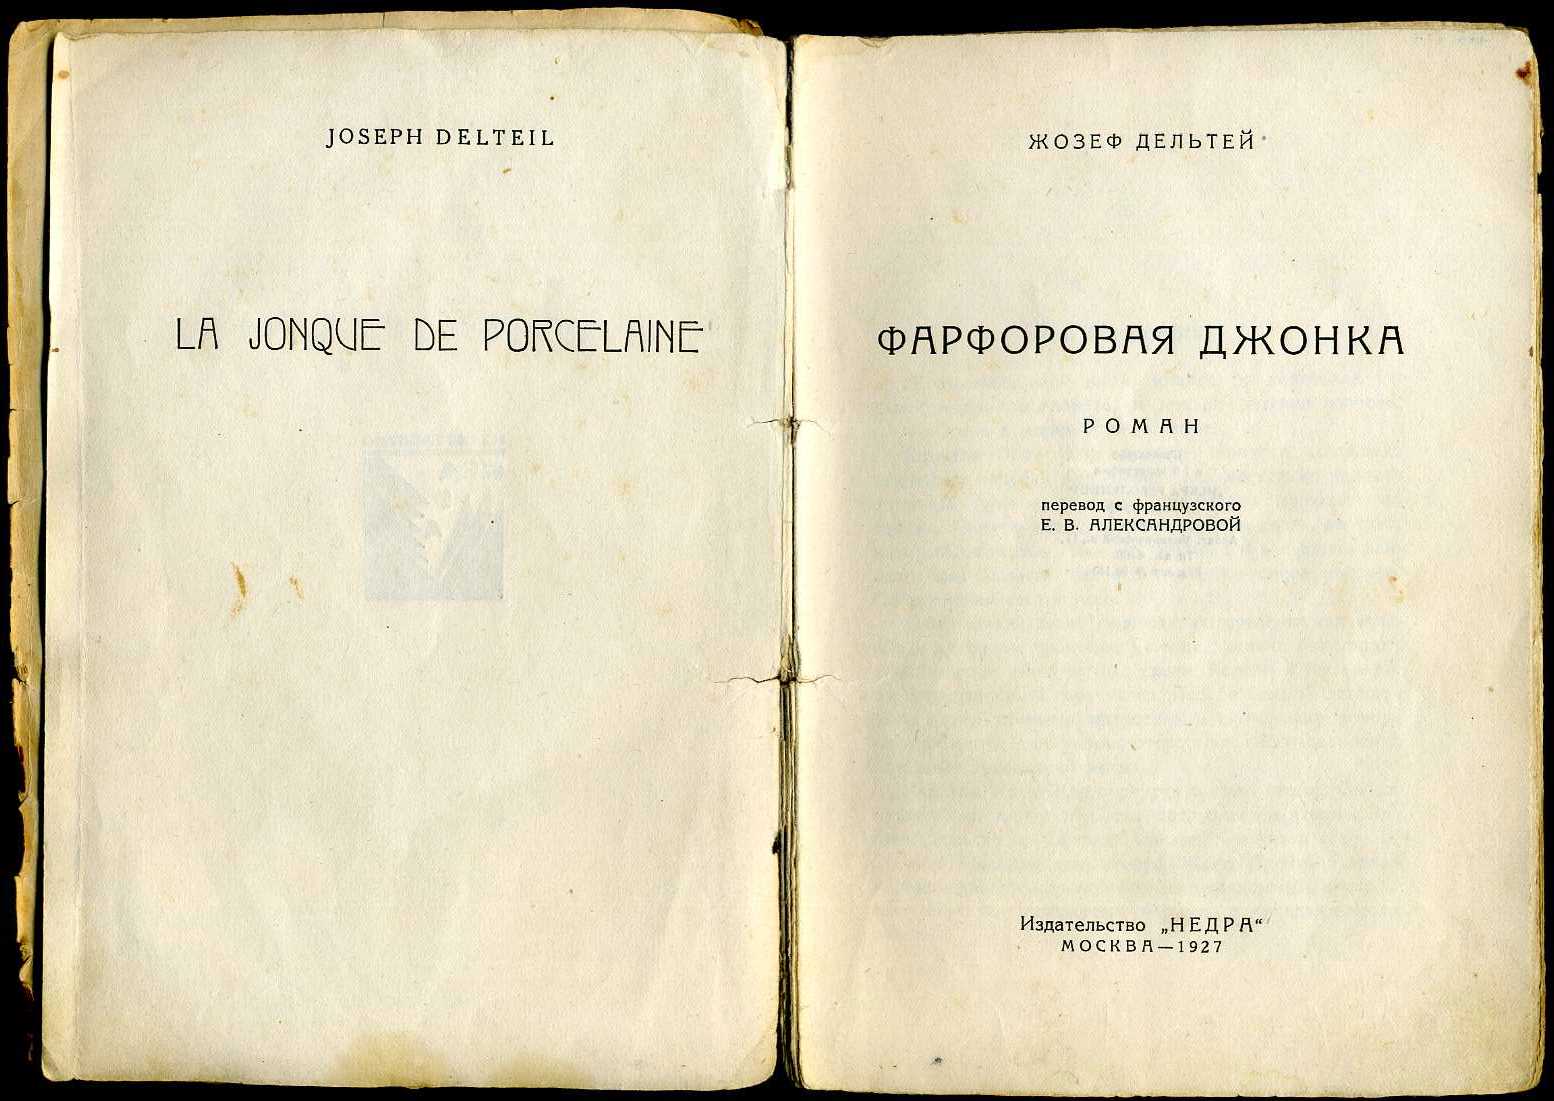 JOSEPH DELTEIL
LA JONQUE DE PORCELAINE
ЖОЗЕФ ДЕЛЬТЕЙ
ФАРФОРОВАЯ ДЖОНКА
РОМАН
перевод с французского
Е. В. АЛЕКСАНДРОВОЙ
Издательство „НЕДРА“
МОСКВА—1927